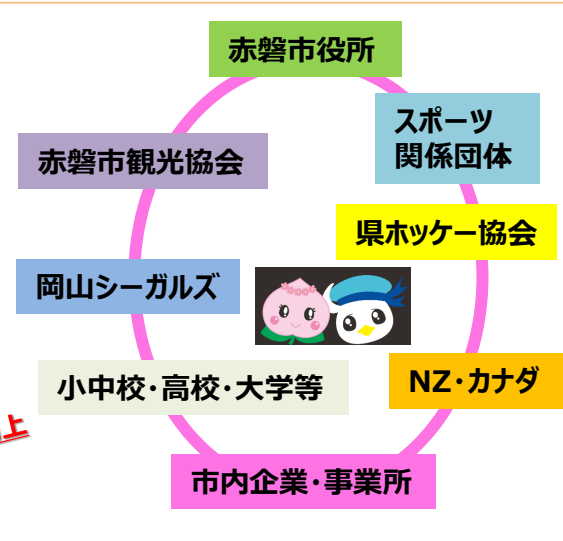 赤磐市役所
スポーツ
関係団体
赤磐市観光協会
県ホッケー協会
岡山シーガルズ
小中校・高校・大学等
NZ・カナダ
上
市内企業・事業所